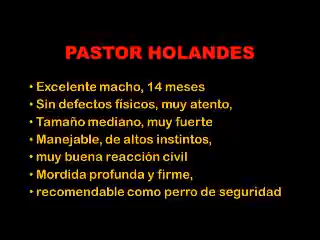 PASTOR HOLANDES
• Excelente macho, 14 meses
• Sin defectos físicos, muy atento,
• Tamaño mediano, muy fuerte
• Manejable, de altos instintos,
• muy buena reacción civil
• Mordida profunda y firme,
• recomendable como perro de seguridad